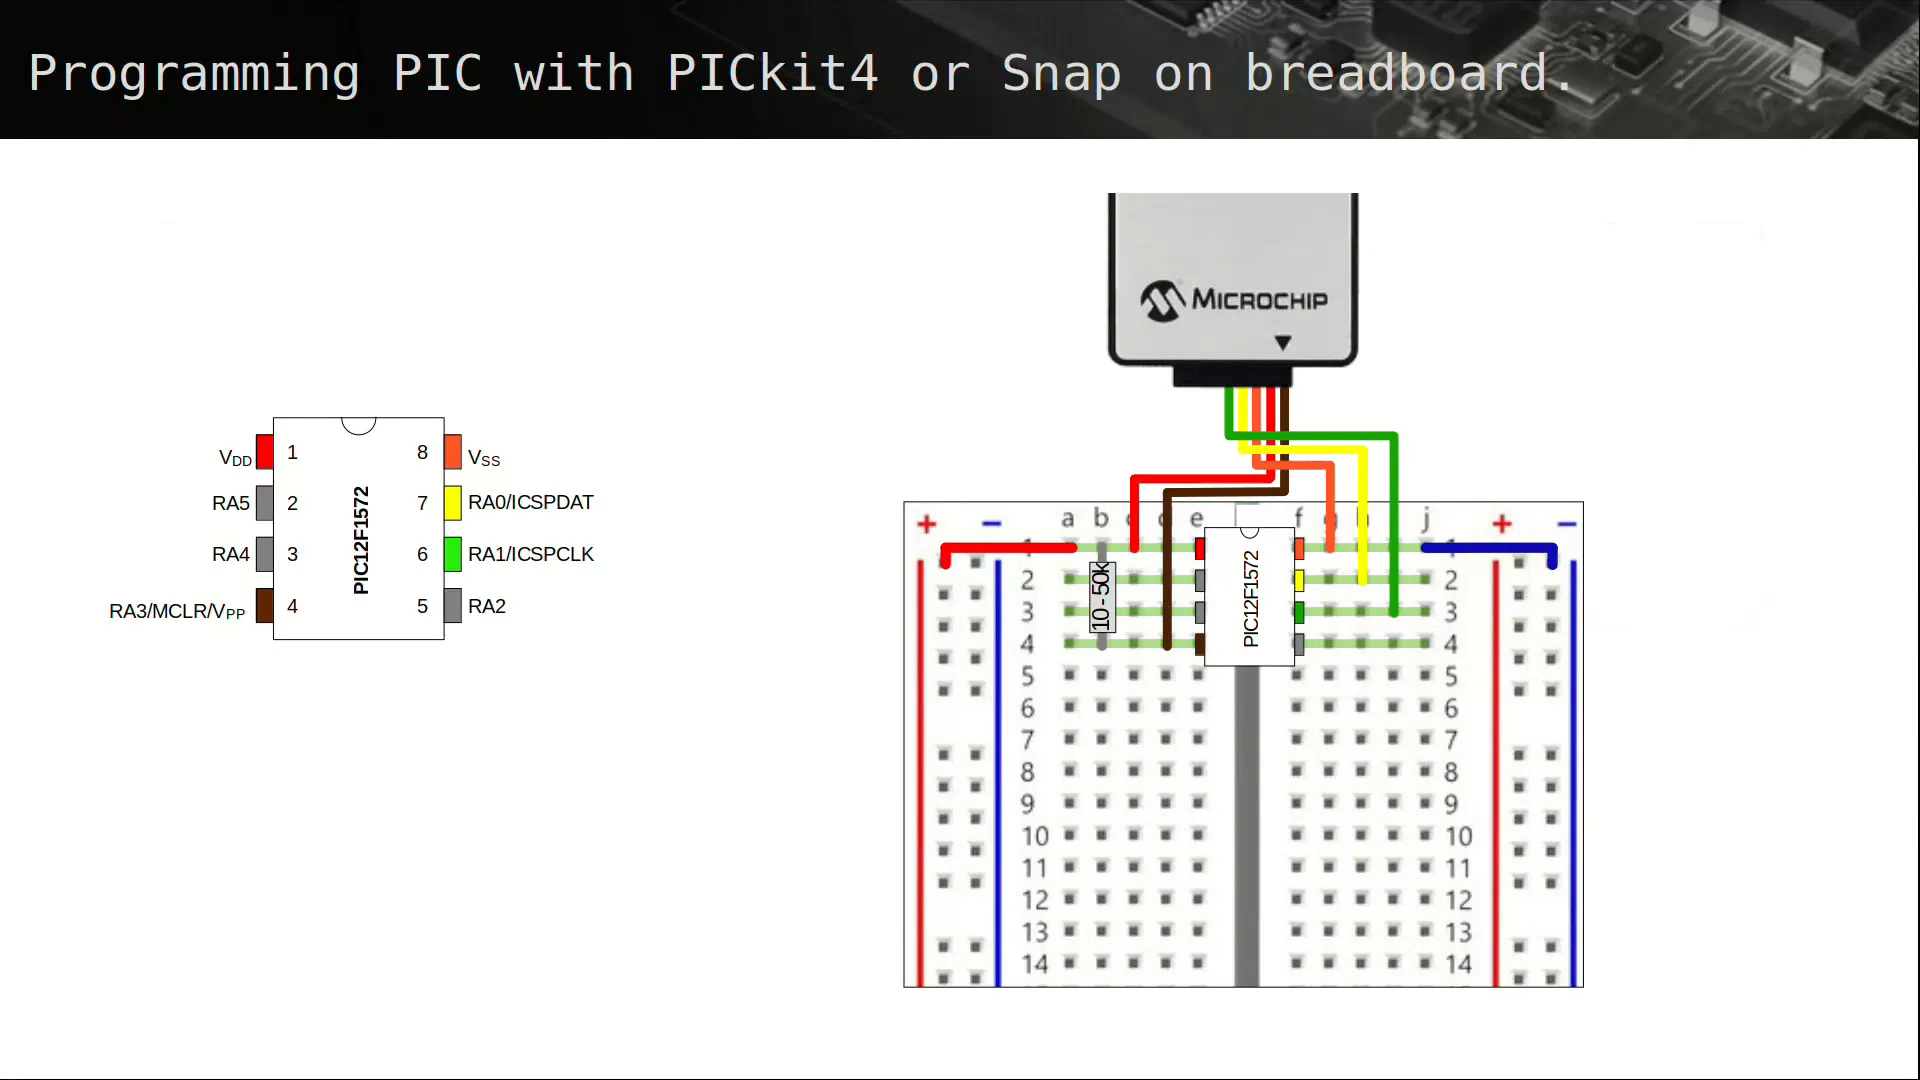 Programming PIC with PICkit4 or Snap on breadboard.
MICROCHIP
VDD 1 8 VSS
RA5 2 7 RA0/ICSPDAT
RA4 3 6 RA1/ICSPCLK
RA3/MCLR/VPP 4 5 RA2
PIC12F1572
+ − a b e f j + −
1
2 2
3 3
4 4
5 5
6 6
7 7
8 8
9 9
10 10
11 11
12 12
13 13
14 14
10-50k
PIC12F1572